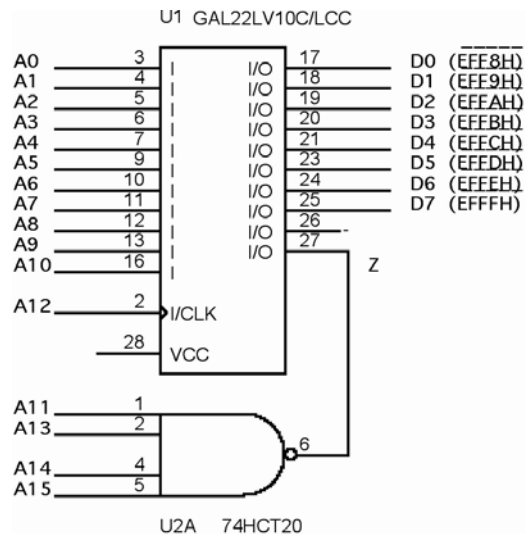 U1 GAL22LV10C/LCC
A0 3 I I/O 17 D0 (EFF8H)
A1 4 I I/O 18 D1 (EFF9H)
A2 5 I I/O 19 D2 (EFFAH)
A3 6 I I/O 20 D3 (EFFBH)
A4 7 I I/O 21 D4 (EFFCH)
A5 9 I I/O 23 D5 (EFFDH)
A6 10 I I/O 24 D6 (EFFEH)
A7 11 I I/O 25 D7 (EFFFH)
A8 12 I I/O 26
A9 13 I I/O 27
A10 16 I Z
A12 2 I/CLK
28 VCC
A11 1
A13 2
6
A14 4
A15 5
U2A 74HCT20